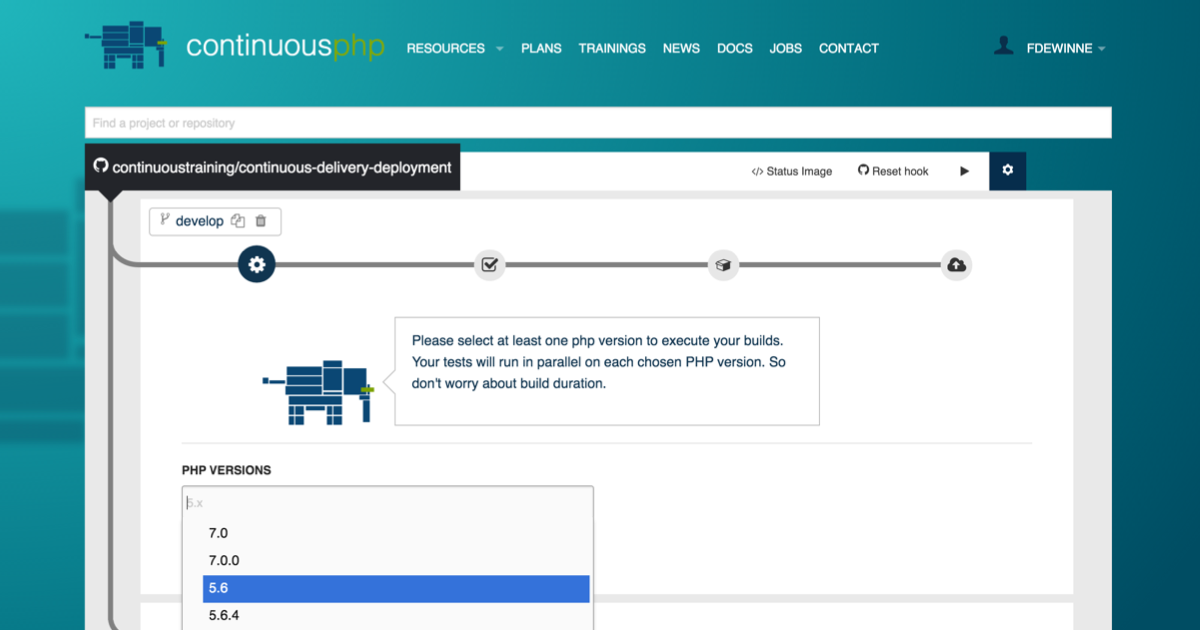 continuousphp RESOURCES PLANS TRAININGS NEWS DOCS JOBS CONTACT FDEWINNE
Find a project or repository
continuoustraining/continuous-delivery-deployment </> Status Image Reset hook
develop
Please select at least one php version to execute your builds.
Your tests will run in parallel on each chosen PHP version. So
don't worry about build duration.
PHP VERSIONS
5.x
7.0
7.0.0
5.6
5.6.4